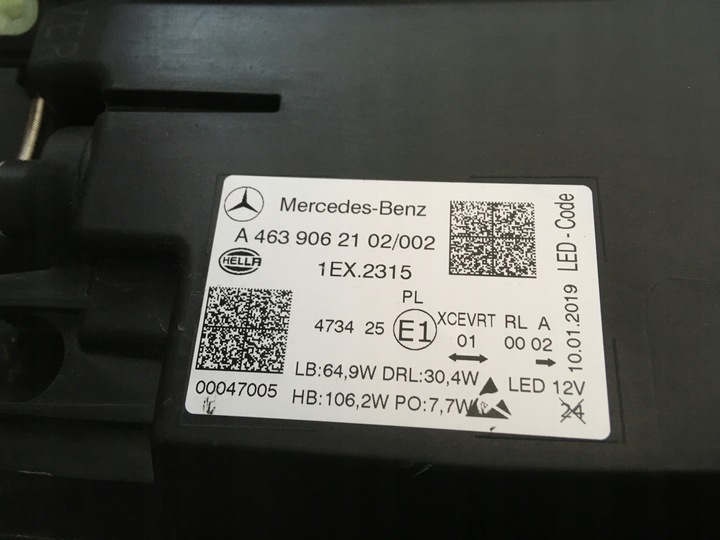 Mercedes-Benz
A 463 906 21 02/002
HELLA
1EX.2315
PL
4734 25 E1 XCEVRT RL A
01 00 02
LB:64,9W DRL:30,4W LED 12V
00047005 HB:106,2W PO:7,7W 24
10.01.2019 LED - Code